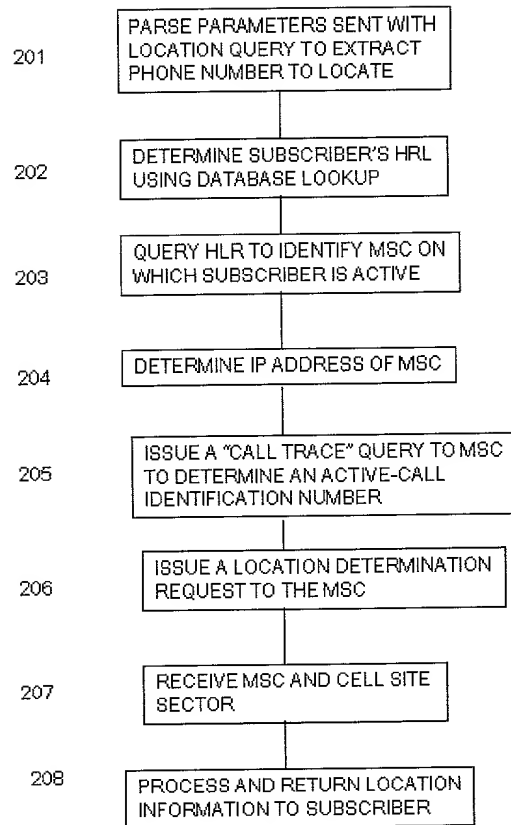 201
PARSE PARAMETERS SENT WITH
LOCATION QUERY TO EXTRACT
PHONE NUMBER TO LOCATE
202
DETERMINE SUBSCRIBER'S HRL
USING DATABASE LOOKUP
203
QUERY HLR TO IDENTIFY MSC ON
WHICH SUBSCRIBER IS ACTIVE
204
DETERMINE IP ADDRESS OF MSC
205
ISSUE A "CALL TRACE" QUERY TO MSC
TO DETERMINE AN ACTIVE-CALL
IDENTIFICATION NUMBER
206
ISSUE A LOCATION DETERMINATION
REQUEST TO THE MSC
207
RECEIVE MSC AND CELL SITE
SECTOR
208
PROCESS AND RETURN LOCATION
INFORMATION TO SUBSCRIBER